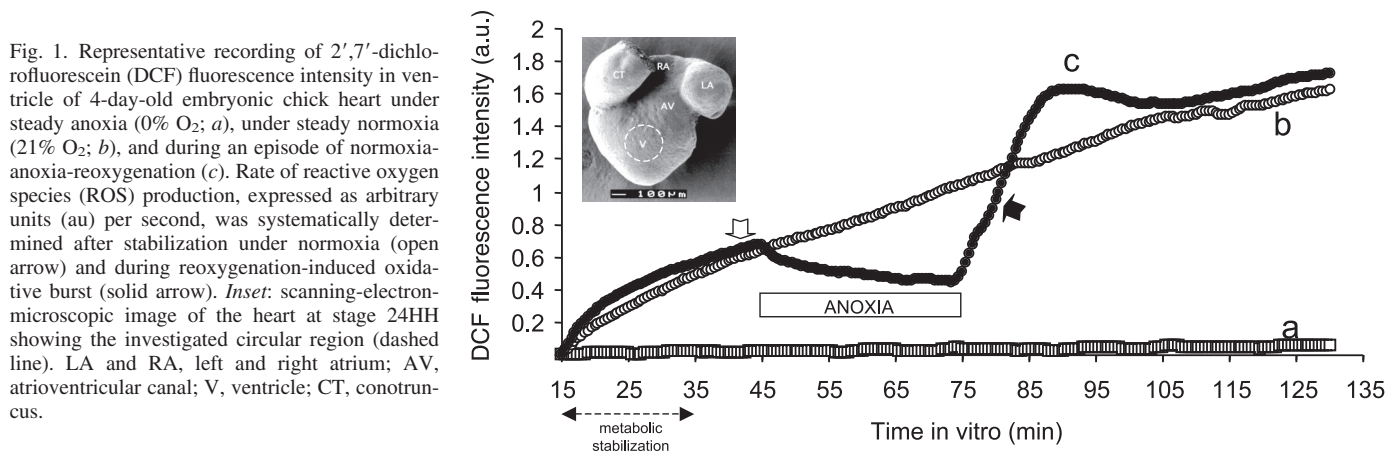 Fig. 1. Representative recording of 2′,7′-dichlo-
rofluorescein (DCF) fluorescence intensity in ven-
tricle of 4-day-old embryonic chick heart under
steady anoxia (0% O₂; a), under steady normoxia
(21% O₂; b), and during an episode of normoxia-
anoxia-reoxygenation (c). Rate of reactive oxygen
species (ROS) production, expressed as arbitrary
units (au) per second, was systematically deter-
mined after stabilization under normoxia (open
arrow) and during reoxygenation-induced oxida-
tive burst (solid arrow). Inset: scanning-electron-
microscopic image of the heart at stage 24HH
showing the investigated circular region (dashed
line). LA and RA, left and right atrium; AV,
atrioventricular canal; V, ventricle; CT, conotrun-
cus.
DCF fluorescence intensity (a.u.)
2
1.8
1.6
1.4
1.2
1
0.8
0.6
0.4
0.2
CT
RA
LA
AV
V
100µm
c
b
a
ANOXIA
15 25 35 45 55 65 75 85 95 105 115 125 135
metabolic
stabilization
Time in vitro (min)